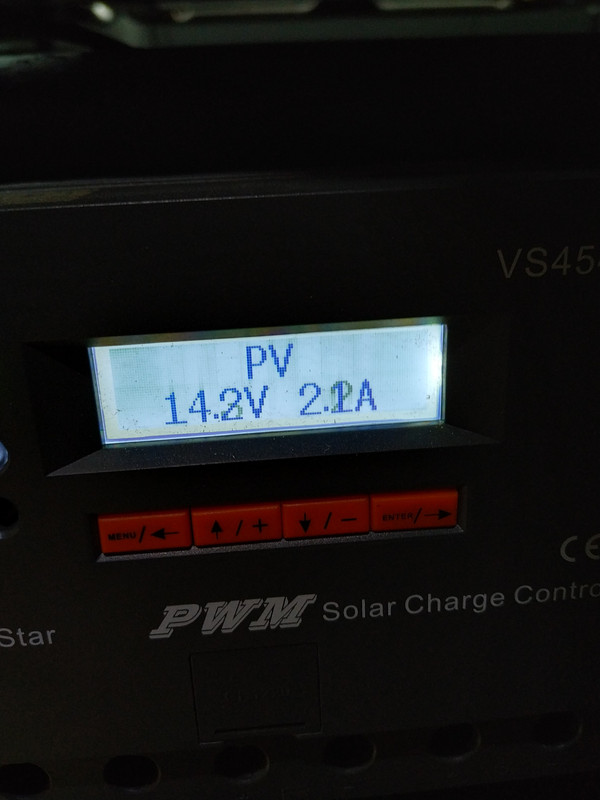 VS45
PV
14.2V 2.1A
MENU/← ↑/+ ↓/− ENTER/→
CE
Star
PWM Solar Charge Contro